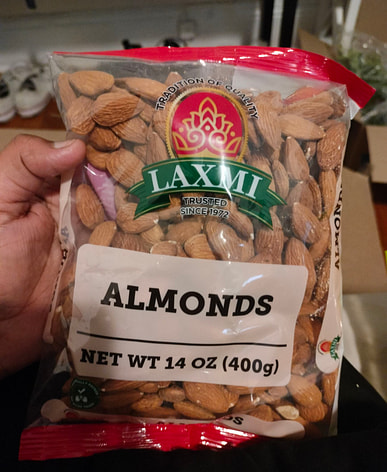 TRADITION OF QUALITY
LAXMI
TRUSTED
SINCE 1972
ALMONDS
NET WT 14 OZ (400g)